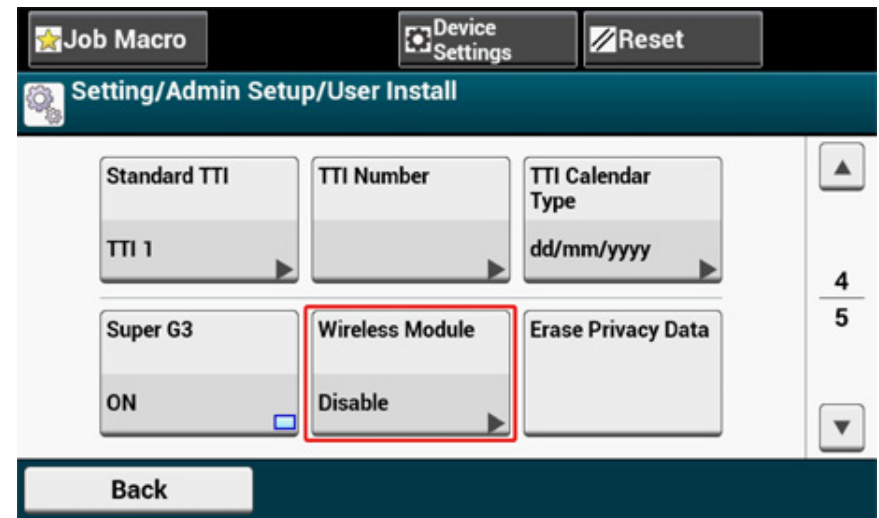 Job Macro
Device
Settings
Reset
Setting/Admin Setup/User Install
Standard TTI
TTI 1
TTI Number
TTI Calendar
Type
dd/mm/yyyy
4
5
Super G3
ON
Wireless Module
Disable
Erase Privacy Data
Back